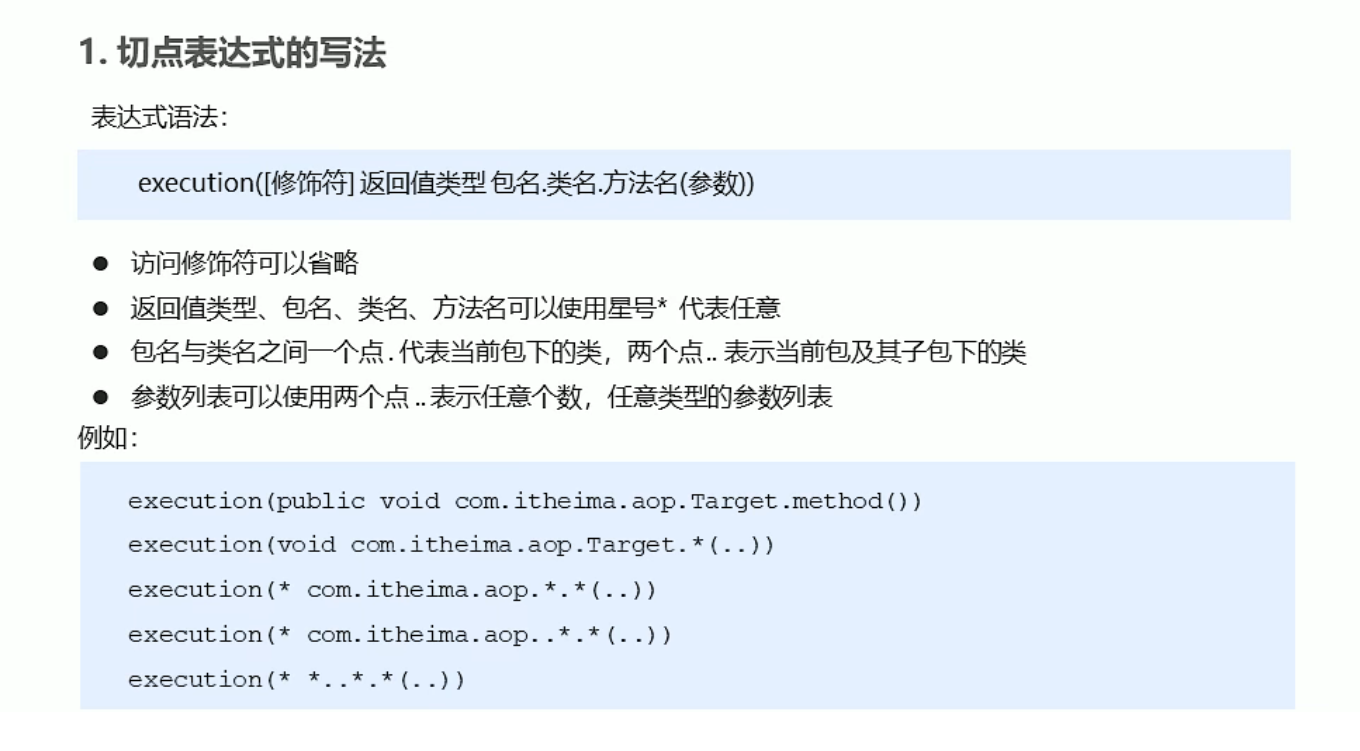 1. 切点表达式的写法
表达式语法：
execution([修饰符] 返回值类型 包名.类名.方法名(参数))
● 访问修饰符可以省略
● 返回值类型、包名、类名、方法名可以使用星号* 代表任意
● 包名与类名之间一个点 . 代表当前包下的类，两个点 .. 表示当前包及其子包下的类
● 参数列表可以使用两个点 .. 表示任意个数，任意类型的参数列表
例如：
execution(public void com.itheima.aop.Target.method())
execution(void com.itheima.aop.Target.*(..))
execution(* com.itheima.aop.*.*(..))
execution(* com.itheima.aop..*.*(..))
execution(* *..*.*(..))